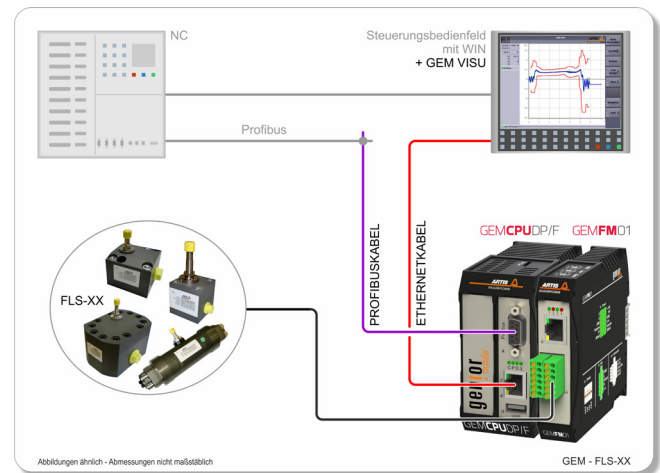 NC
Steuerungsbedienfeld
mit WIN
+ GEM VISU
Profibus
PROFIBUSKABEL
ETHERNETKABEL
GEMCPUDP/F GEMFM01
FLS-XX
ARTIS
ARTIS
genior
GEMCPUDP/F
GEMFM01
Abbildungen ähnlich - Abmessungen nicht maßstäblich
GEM - FLS-XX